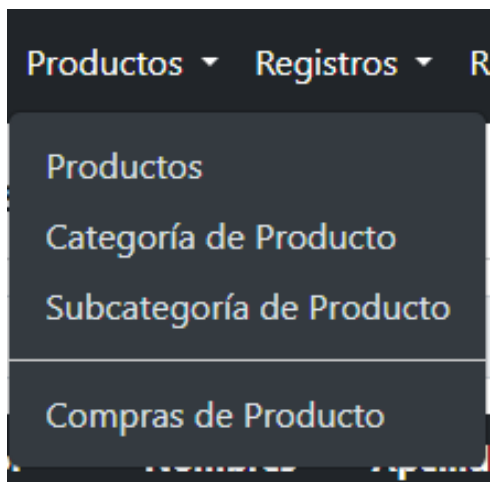 Productos Registros R
Productos
Categoría de Producto
Subcategoría de Producto
Compras de Producto